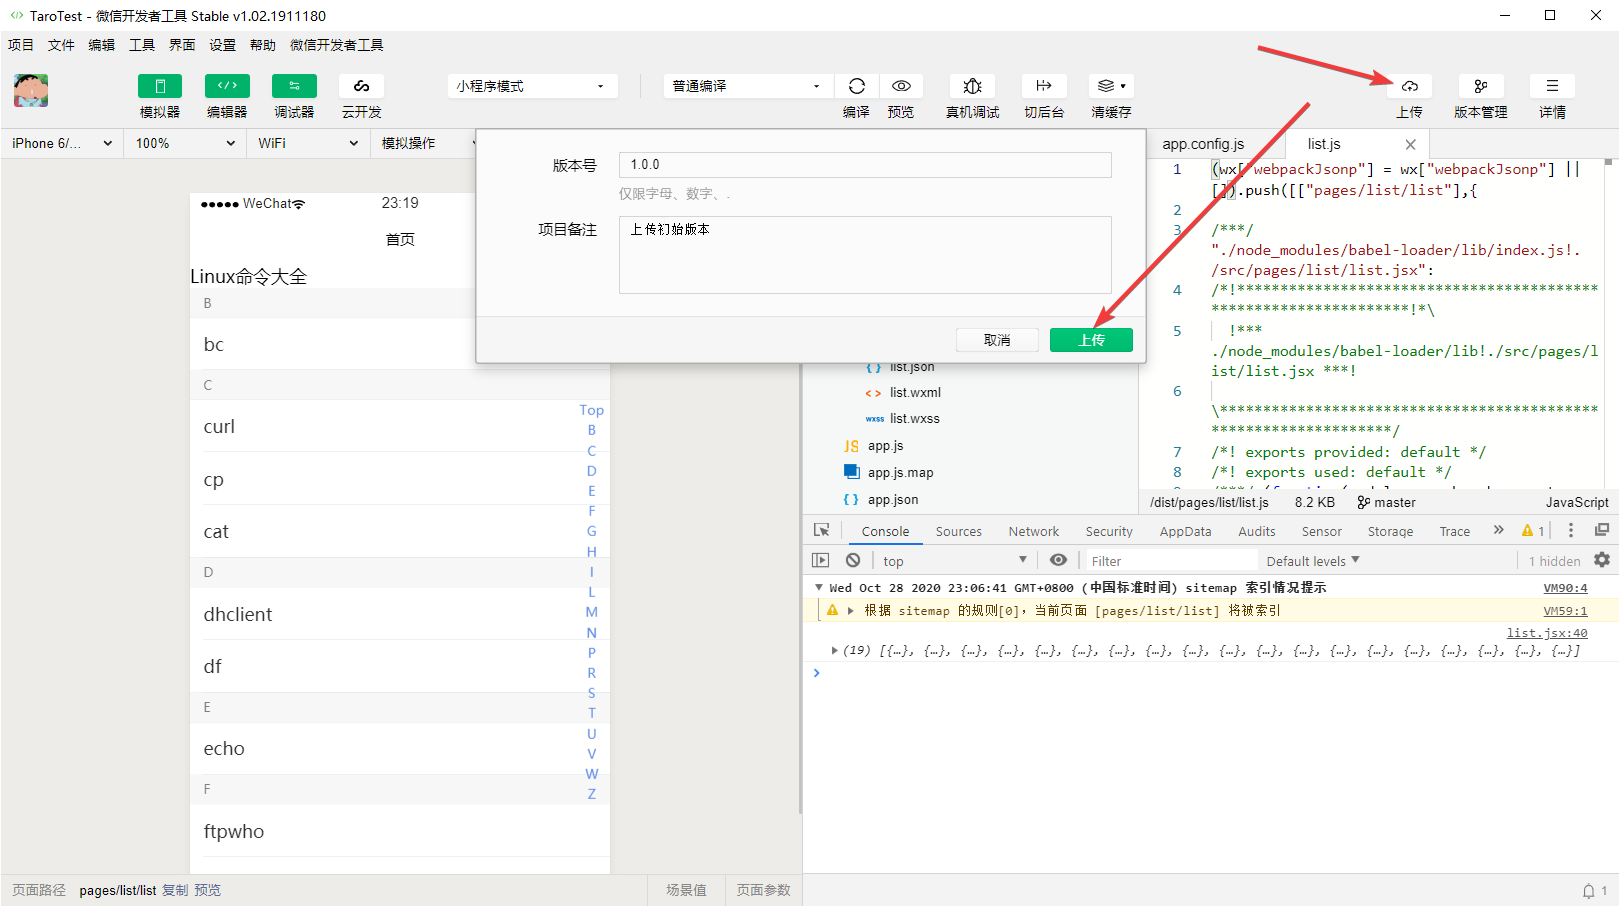 TaroTest - 微信开发者工具 Stable v1.02.1911180
项目 文件 编辑 工具 界面 设置 帮助 微信开发者工具
模拟器 编辑器 调试器 云开发
小程序模式
普通编译
编译 预览 真机调试 切后台 清缓存
上传 版本管理 详情
iPhone 6/... 100% WiFi 模拟操作
版本号 1.0.0
仅限字母、数字、.
项目备注 上传初始版本
取消 上传
WeChat 23:19
首页
Linux命令大全
B
bc
C
curl
cp
cat
D
dhclient
df
E
echo
F
ftpwho
Top
B
C
D
E
F
G
H
I
L
M
N
P
R
S
T
U
V
W
Z
list.json
list.wxml
wxss list.wxss
JS app.js
app.js.map
{ } app.json
app.config.js list.js
1 (wx["webpackJsonp"] = wx["webpackJsonp"] ||
[]).push([["pages/list/list"],{
2
3 /***/
"./node_modules/babel-loader/lib/index.js!.
/src/pages/list/list.jsx":
4 /*!******************************************
***********************!*\
5 !***
./node_modules/babel-loader/lib!./src/pages/l
ist/list.jsx ***!
6
\********************************************
*********************/
7 /*! exports provided: default */
8 /*! exports used: default */
/dist/pages/list/list.js 8.2 KB master JavaScript
Console Sources Network Security AppData Audits Sensor Storage Trace » 1
top Filter Default levels 1 hidden
Wed Oct 28 2020 23:06:41 GMT+0800 (中国标准时间) sitemap 索引情况提示 VM90:4
根据 sitemap 的规则[0]，当前页面 [pages/list/list] 将被索引 VM59:1
list.jsx:40
(19) [{…}, {…}, {…}, {…}, {…}, {…}, {…}, {…}, {…}, {…}, {…}, {…}, {…}, {…}, {…}, {…}, {…}, {…}, {…}]
页面路径 pages/list/list 复制 预览 场景值 页面参数 1